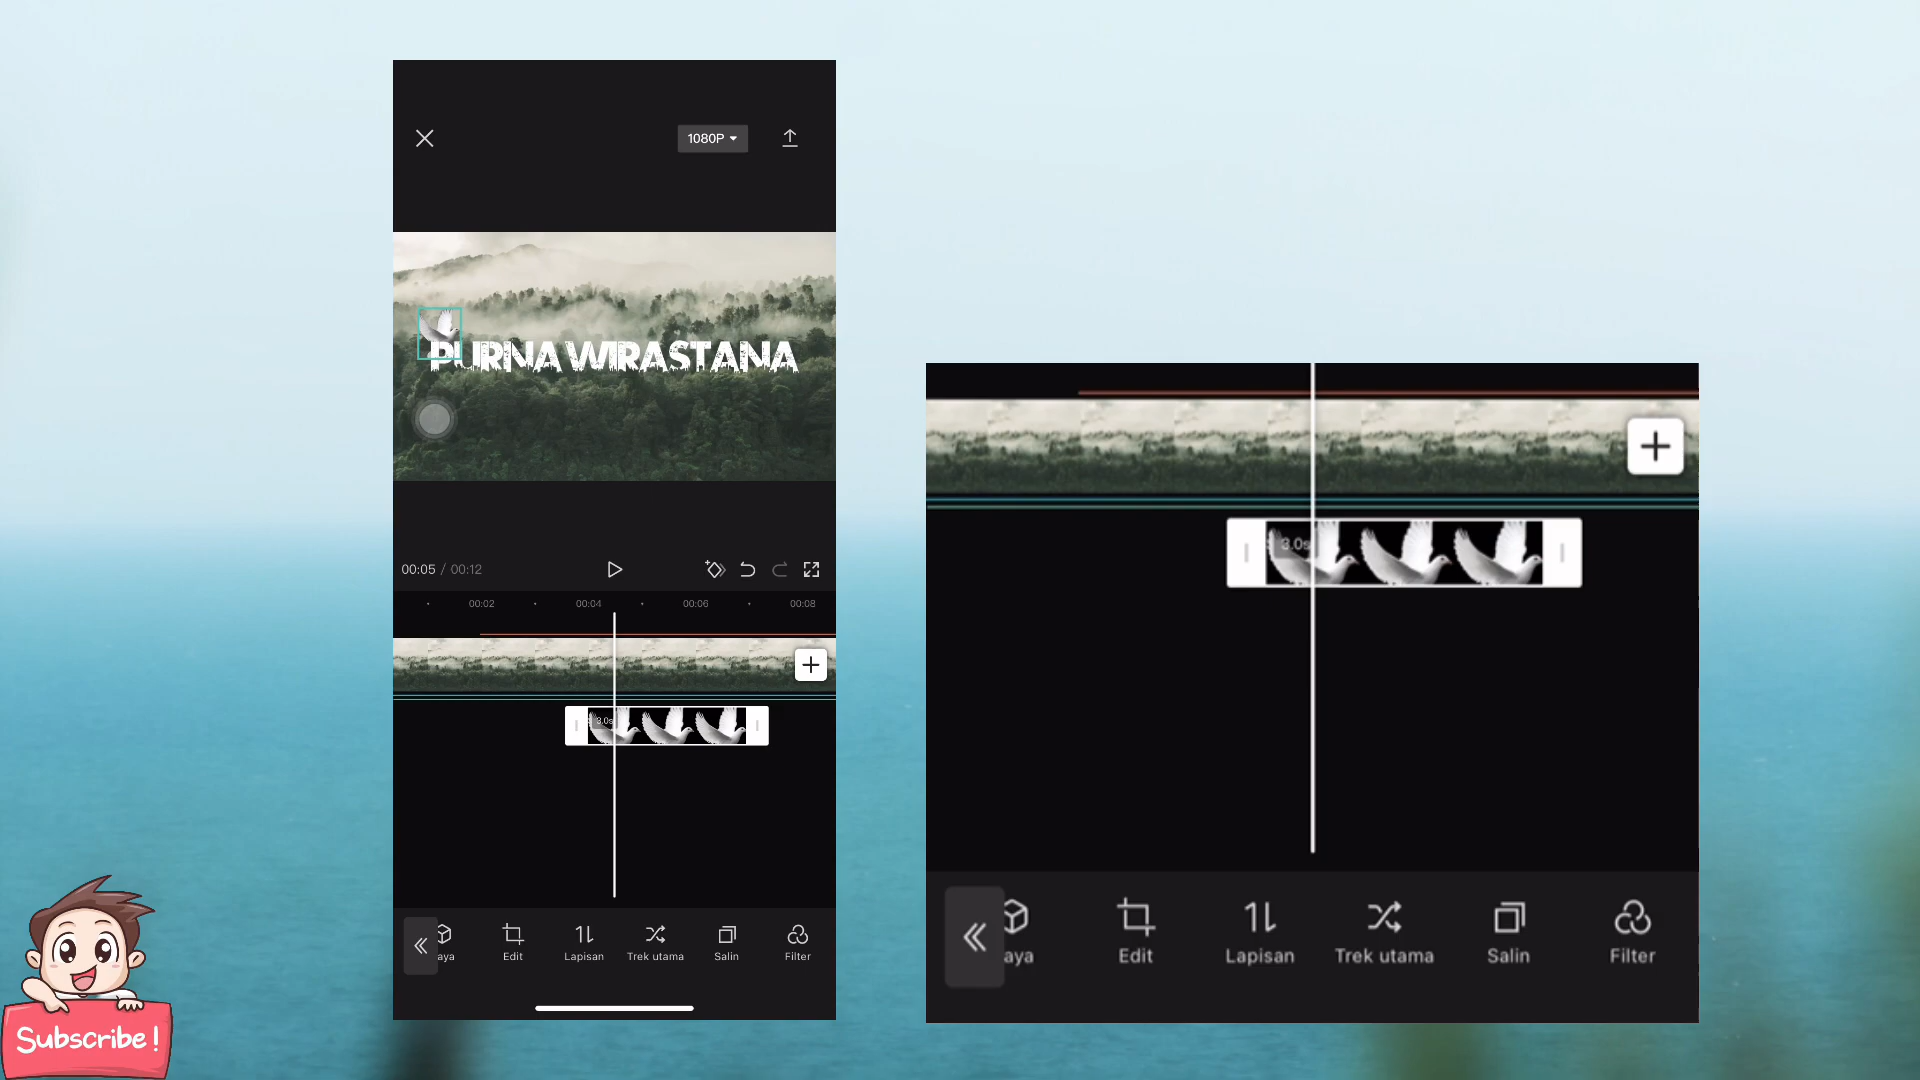 1080P
PURNA WIRASTANA
00:05 / 00:12
00:02 00:04 00:06 00:08
3.0s
aya Edit Lapisan Trek utama Salin Filter
3.0s
aya Edit Lapisan Trek utama Salin Filter
Subscribe!